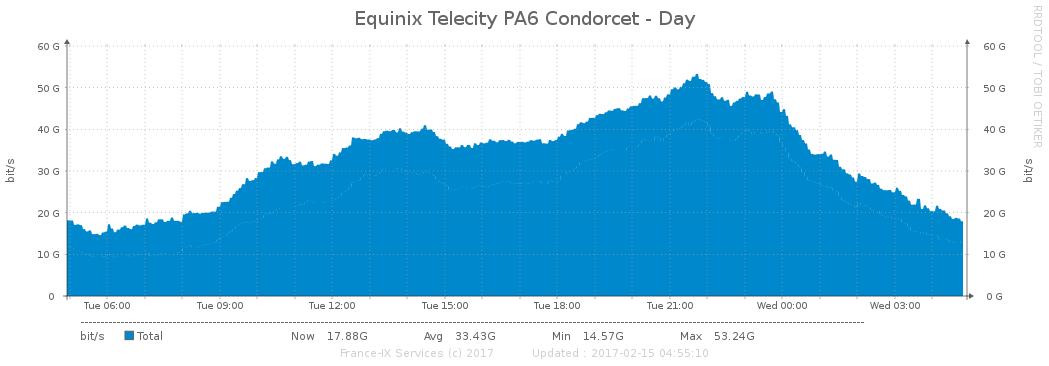 Equinix Telecity PA6 Condorcet - Day
RRDTOOL / TOBI OETIKER
60 G 60 G
50 G 50 G
40 G 40 G
30 G 30 G
20 G 20 G
10 G 10 G
0 0 G
bit/s bit/s
Tue 06:00 Tue 09:00 Tue 12:00 Tue 15:00 Tue 18:00 Tue 21:00 Wed 00:00 Wed 03:00
bit/s Total Now 17.88G Avg 33.43G Min 14.57G Max 53.24G
France-IX Services (c) 2017 Updated : 2017-02-15 04:55:10